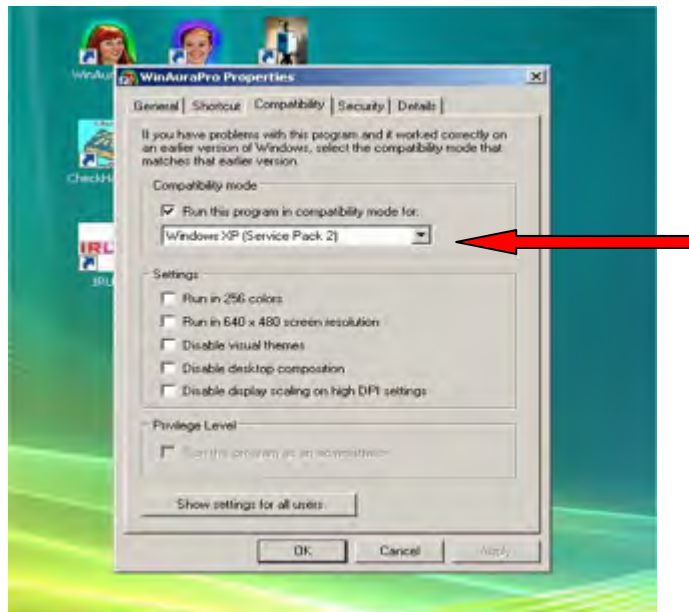 WinAur
CheckH
IRL
IRU
WinAuraPro Properties
General Shortcut Compatibility Security Details
If you have problems with this program and it worked correctly on
an earlier version of Windows, select the compatibility mode that
matches that earlier version.
Compatibility mode
Run this program in compatibility mode for:
Windows XP (Service Pack 2)
Settings
Run in 256 colors
Run in 640 x 480 screen resolution
Disable visual themes
Disable desktop composition
Disable display scaling on high DPI settings
Privilege Level
Run this program as an administrator
Show settings for all users
OK Cancel Apply